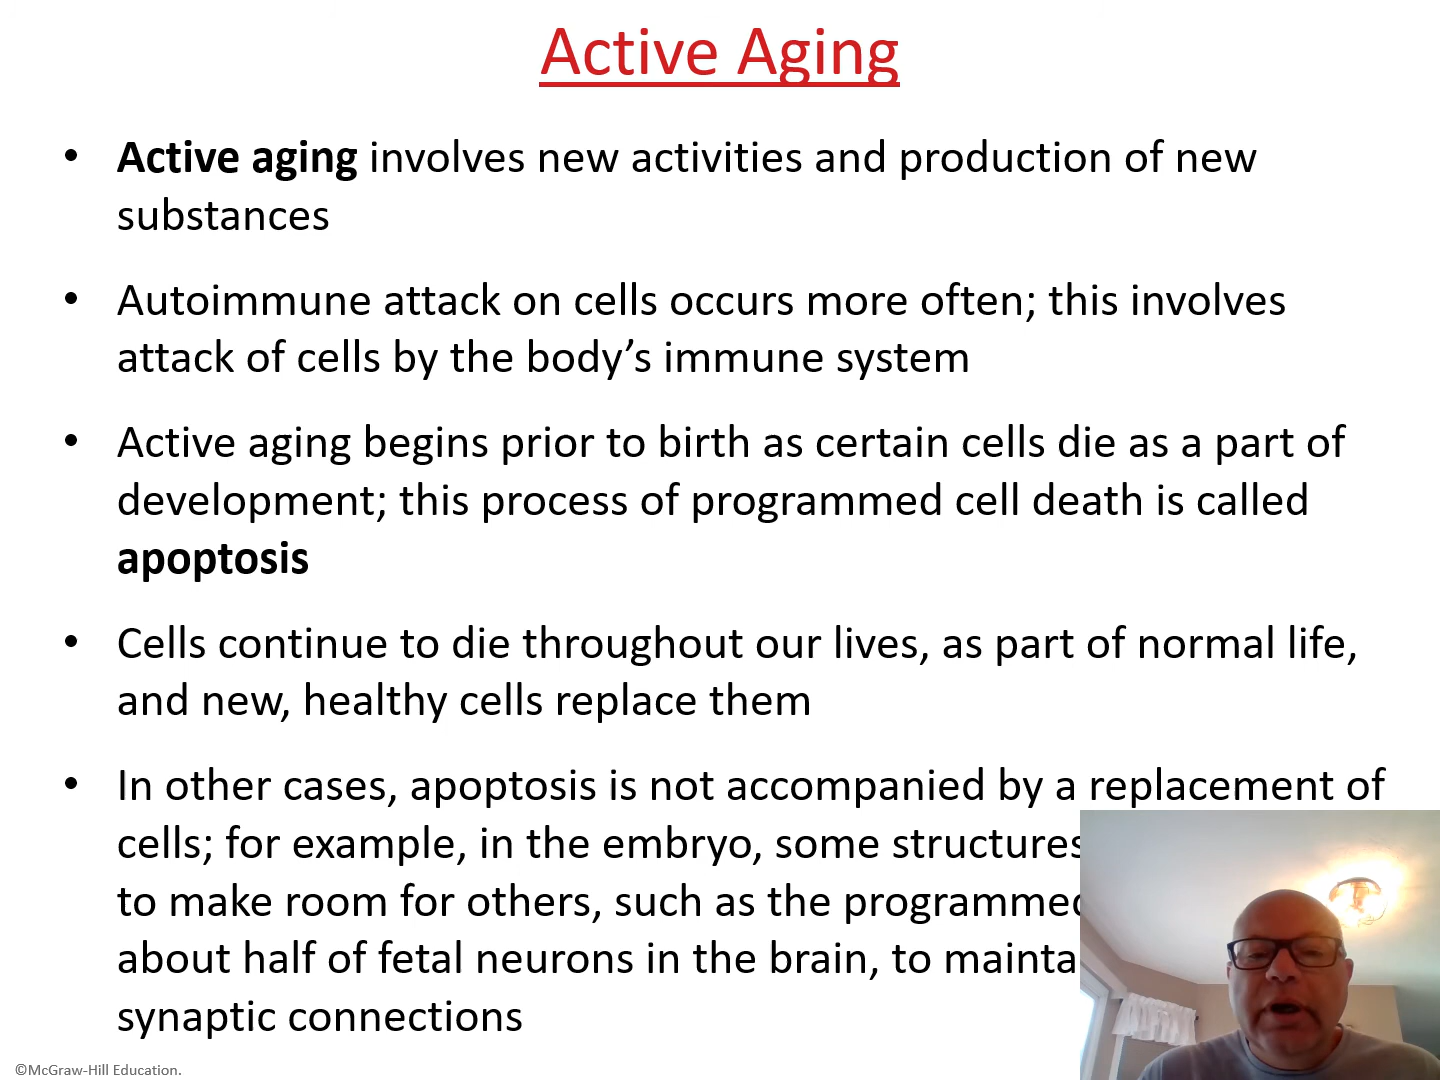 Active Aging
• Active aging involves new activities and production of new
substances
• Autoimmune attack on cells occurs more often; this involves
attack of cells by the body’s immune system
• Active aging begins prior to birth as certain cells die as a part of
development; this process of programmed cell death is called
apoptosis
• Cells continue to die throughout our lives, as part of normal life,
and new, healthy cells replace them
• In other cases, apoptosis is not accompanied by a replacement of
cells; for example, in the embryo, some structures
to make room for others, such as the
about half of fetal neurons in the brain, to
synaptic connections
©McGraw-Hill Education.